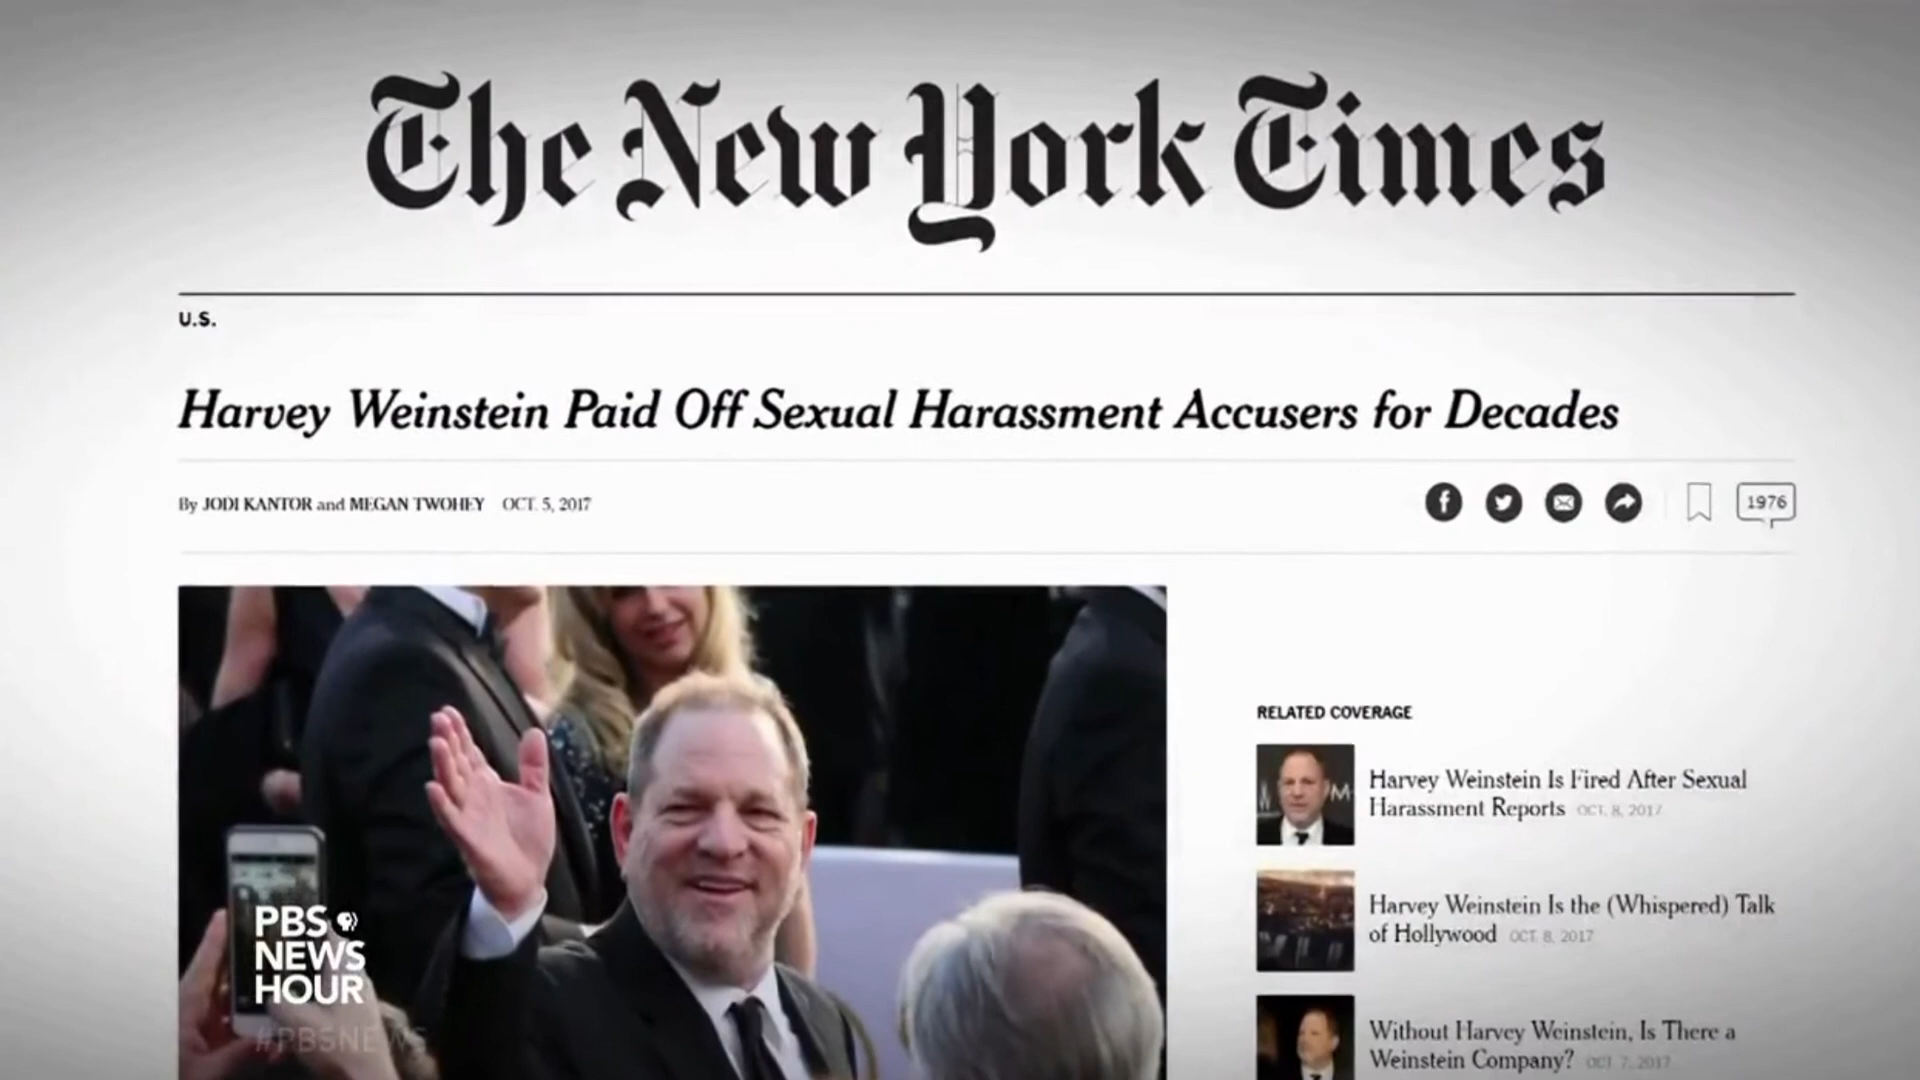 The New York Times
U.S.
Harvey Weinstein Paid Off Sexual Harassment Accusers for Decades
By JODI KANTOR and MEGAN TWOHEY OCT. 5, 2017
1976
RELATED COVERAGE
Harvey Weinstein Is Fired After Sexual
Harassment Reports OCT. 8, 2017
Harvey Weinstein Is the (Whispered) Talk
of Hollywood OCT. 8, 2017
Without Harvey Weinstein, Is There a
Weinstein Company? OCT. 7, 2017
PBS
NEWS
HOUR
#PBSNEWS